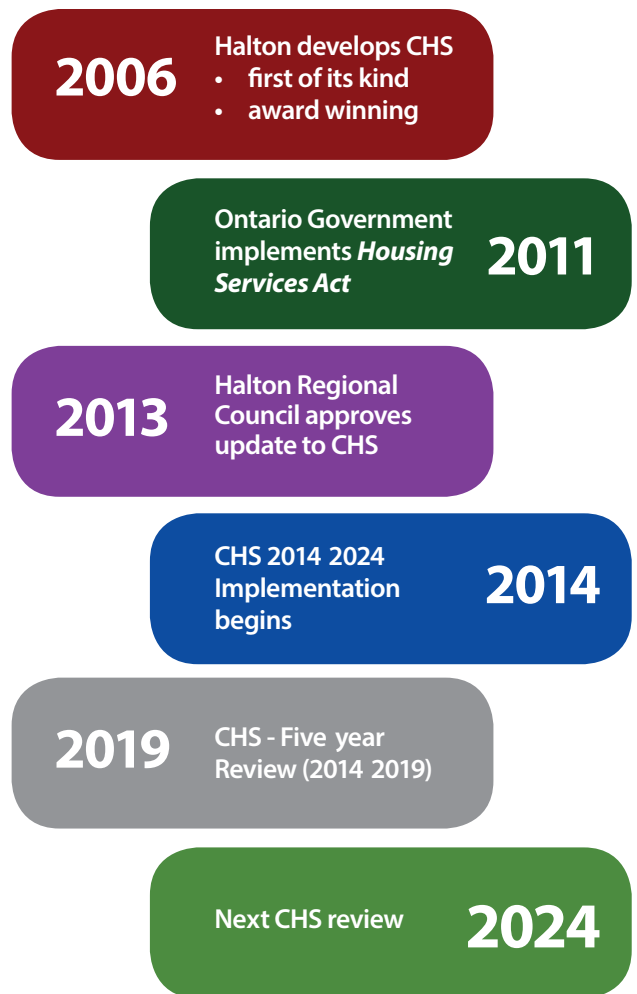 2006
Halton develops CHS
• first of its kind
• award winning
Ontario Government
implements Housing
Services Act
2011
2013
Halton Regional
Council approves
update to CHS
CHS 2014 2024
Implementation
begins
2014
2019
CHS - Five year
Review (2014 2019)
Next CHS review
2024